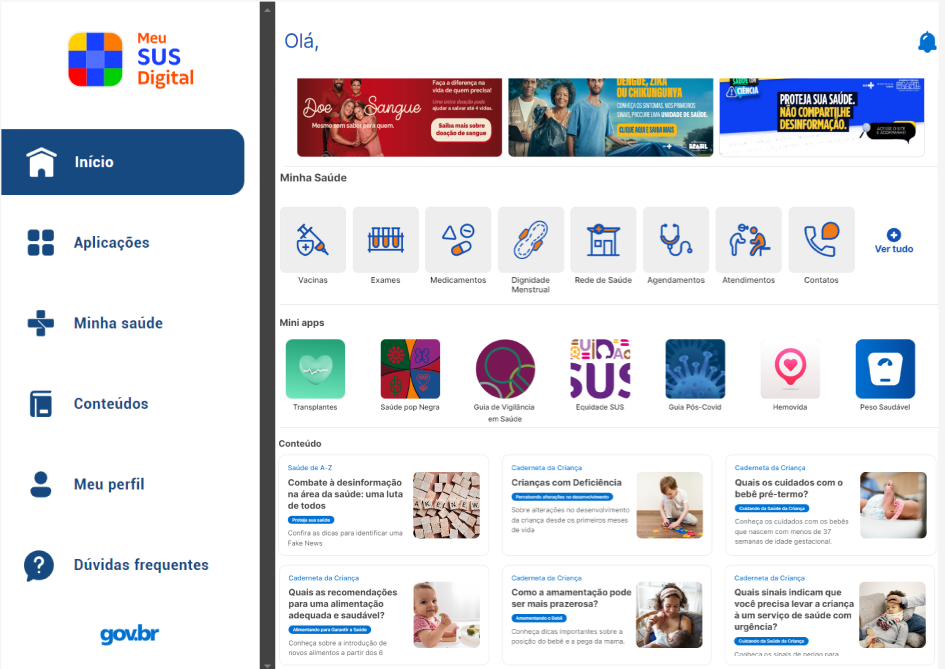 Meu
SUS
Digital
Início
Aplicações
Minha saúde
Conteúdos
Meu perfil
Dúvidas frequentes
gov.br
Olá,
Doe Sangue
Mesmo sem saber para quem.
Faça a diferença na
vida de quem precisa!
Uma única doação pode
ajudar a salvar até 4 vidas.
Saiba mais sobre
doação de sangue
DENGUE, ZIKA
OU CHIKUNGUNYA
CONHEÇA OS SINTOMAS. NOS PRIMEIROS
SINAIS, PROCURE UMA UNIDADE DE SAÚDE.
CLIQUE AQUI E SAIBA MAIS
BRASIL
SAÚDE COM
CIÊNCIA
PROTEJA SUA SAÚDE.
NÃO COMPARTILHE
DESINFORMAÇÃO.
ACESSE O SITE
E ACOMPANHE!
BRASIL
Minha Saúde
Vacinas
Exames
Medicamentos
Dignidade
Menstrual
Rede de Saúde
Agendamentos
Atendimentos
Contatos
Ver tudo
Mini apps
EQUIDADE
SUS
Transplantes
Saúde pop Negra
Guia de Vigilância
em Saúde
Equidade SUS
Guia Pós-Covid
Hemovida
Peso Saudável
Conteúdo
Saúde de A-Z
Combate à desinformação
na área da saúde: uma luta
de todos
Proteja sua saúde
Confira as dicas para identificar uma
Fake News
Caderneta da Criança
Crianças com Deficiência
Percebendo alterações no desenvolvimento
Sobre alterações no desenvolvimento
da criança desde os primeiros meses
de vida
Caderneta da Criança
Quais os cuidados com o
bebê pré-termo?
Cuidando da Saúde da Criança
Conheça os cuidados com os bebês
que nascem com menos de 37
semanas de idade gestacional.
Caderneta da Criança
Quais as recomendações
para uma alimentação
adequada e saudável?
Alimentando para Garantir a Saúde
Conheça sobre a introdução de
novos alimentos a partir dos 6
Caderneta da Criança
Como a amamentação pode
ser mais prazerosa?
Amamentando o Bebê
Conheça dicas importantes sobre a
posição do bebê e a pega da mama.
Caderneta da Criança
Quais sinais indicam que
você precisa levar a criança
à um serviço de saúde com
urgência?
Cuidando da Saúde da Criança
Conheça os sinais de perigo para